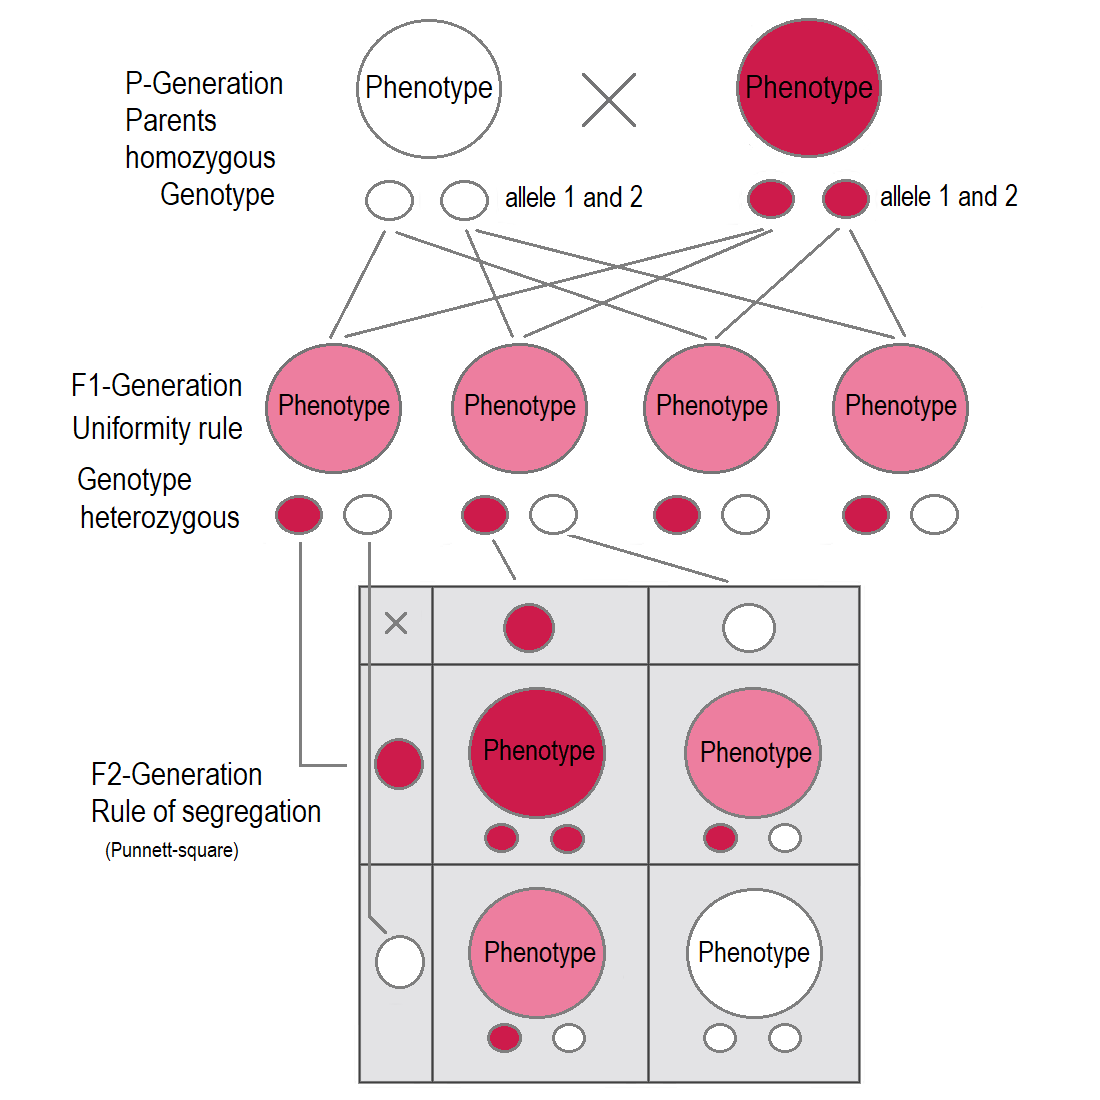 Phenotype
Phenotype
P-Generation
Parents
homozygous
Genotype
allele 1 and 2
allele 1 and 2
F1-Generation
Uniformity rule
Phenotype
Phenotype
Phenotype
Phenotype
Genotype
heterozygous
Phenotype
Phenotype
F2-Generation
Rule of segregation
(Punnett-square)
Phenotype
Phenotype